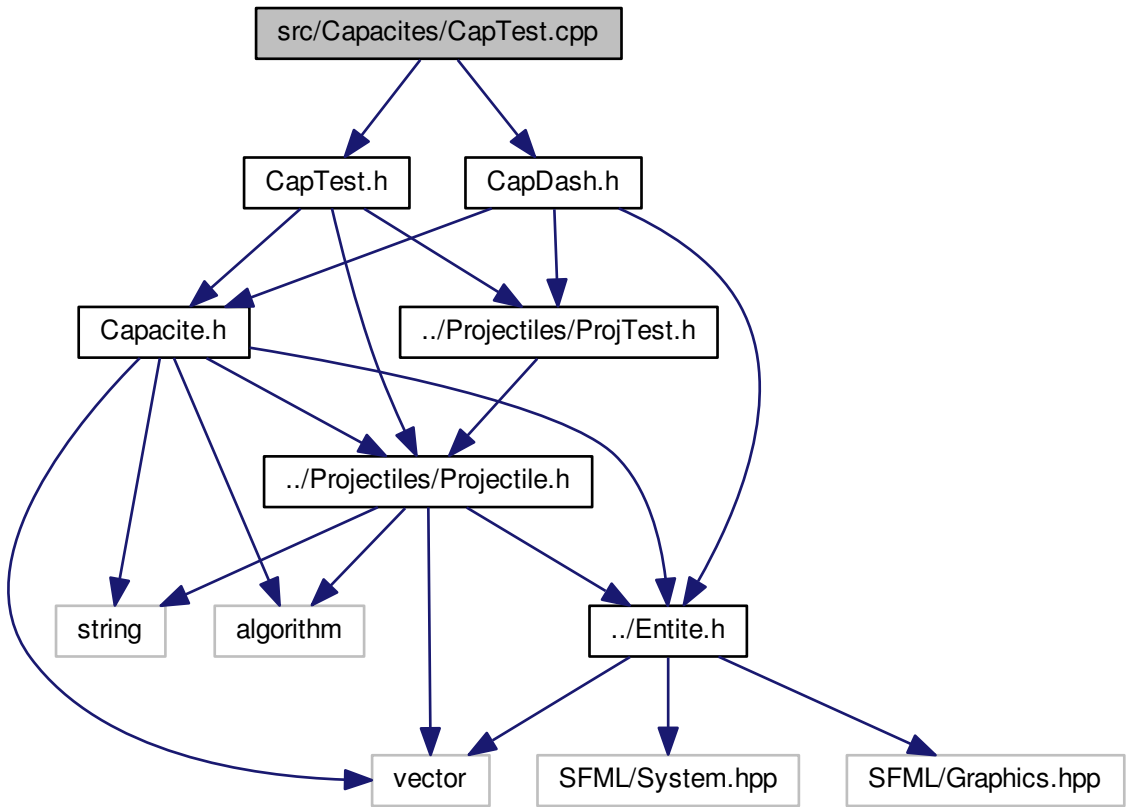 src/Capacites/CapTest.cpp
CapTest.h
CapDash.h
Capacite.h
../Projectiles/ProjTest.h
../Projectiles/Projectile.h
string
algorithm
../Entite.h
vector
SFML/System.hpp
SFML/Graphics.hpp